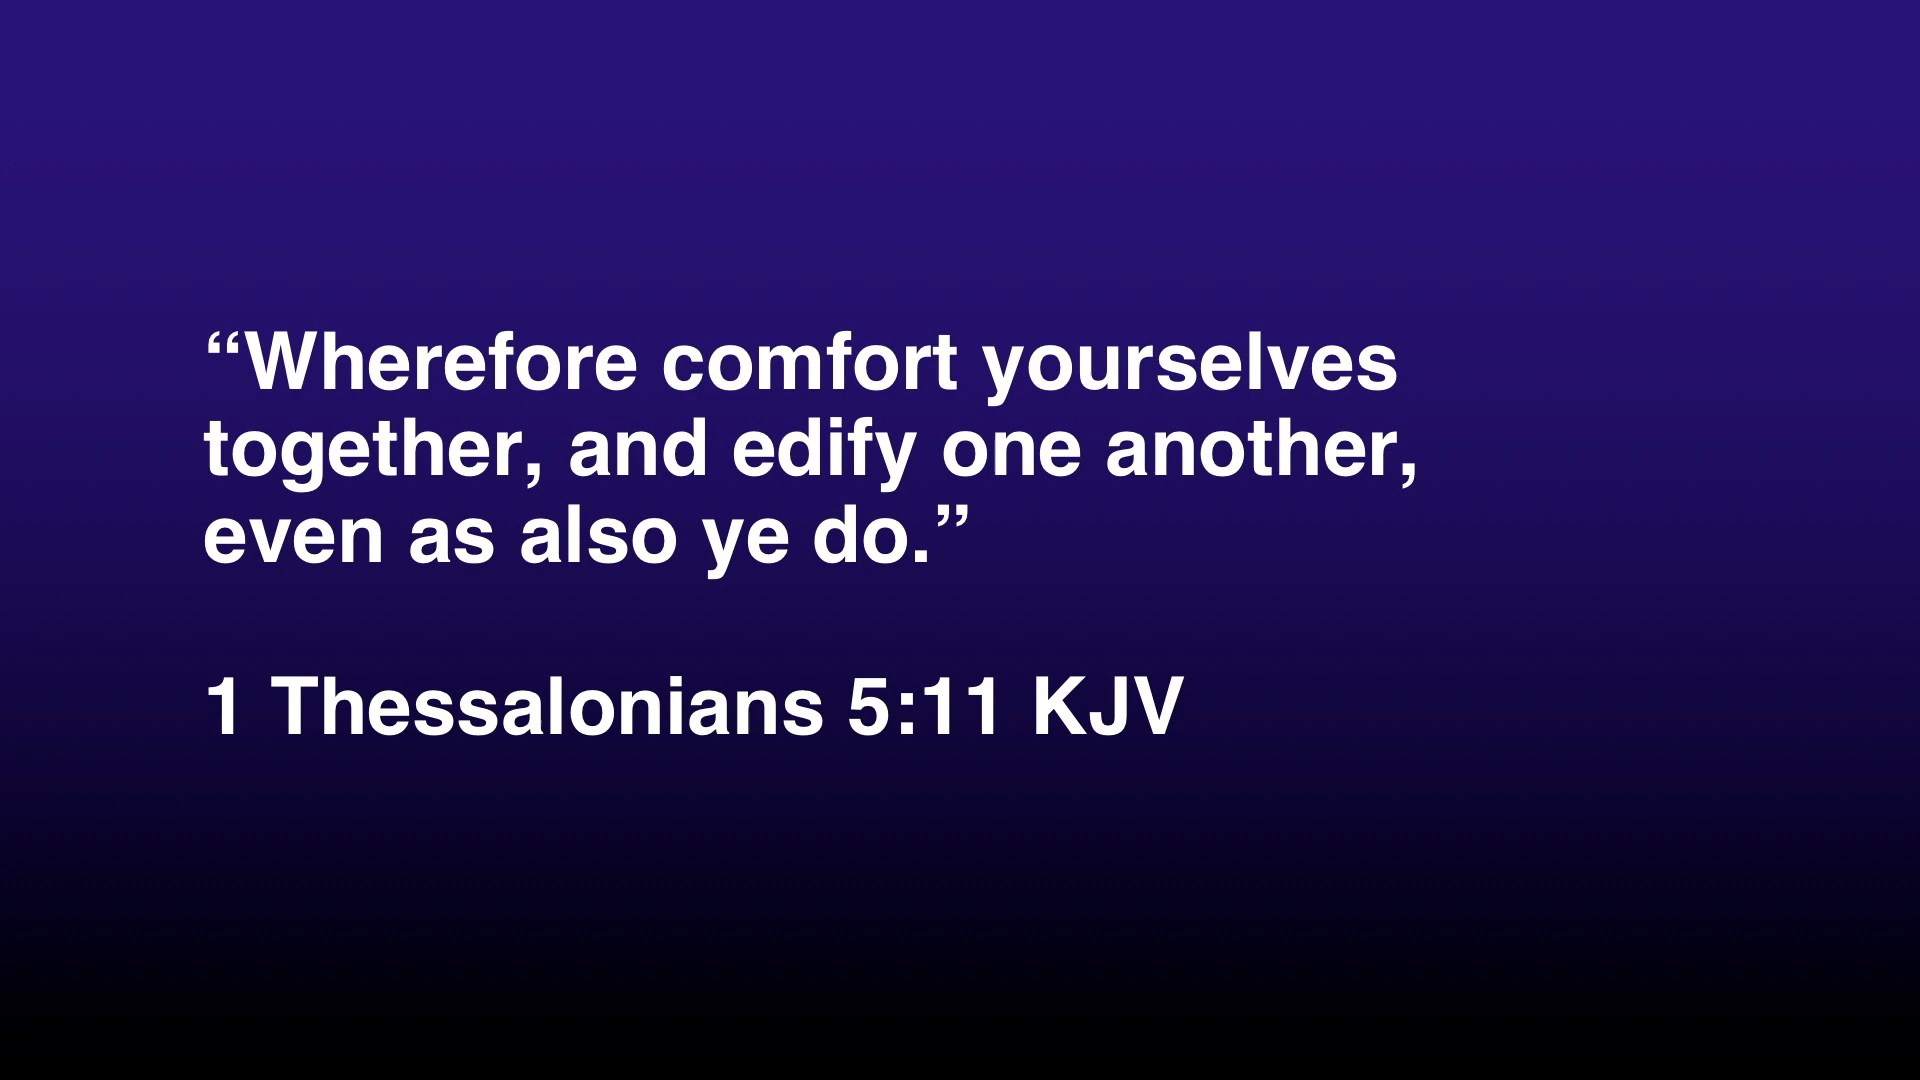 “Wherefore comfort yourselves
together, and edify one another,
even as also ye do.”
1 Thessalonians 5:11 KJV